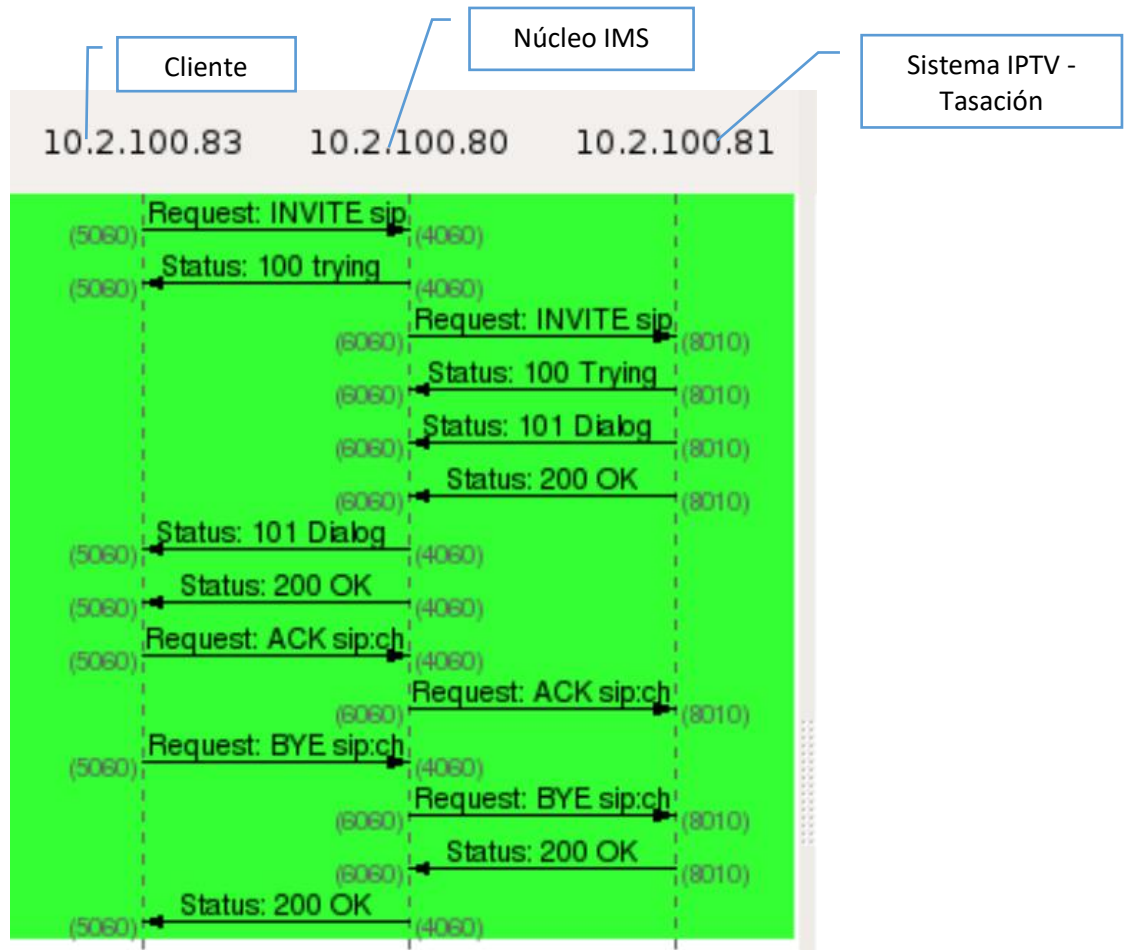 Cliente
Núcleo IMS
Sistema IPTV -
Tasación
10.2.100.83 10.2.100.80 10.2.100.81
Request: INVITE sip
(5060) (4060)
Status: 100 trying
(5060) (4060)
Request: INVITE sip
(6060) (8010)
Status: 100 Trying
(6060) (8010)
Status: 101 Dialog
(6060) (8010)
Status: 200 OK
(6060) (8010)
Status: 101 Dialog
(5060) (4060)
Status: 200 OK
(5060) (4060)
Request: ACK sip:ch
(5060) (4060)
Request: ACK sip:ch
(6060) (8010)
Request: BYE sip:ch
(5060) (4060)
Request: BYE sip:ch
(6060) (8010)
Status: 200 OK
(6060) (8010)
Status: 200 OK
(5060) (4060)